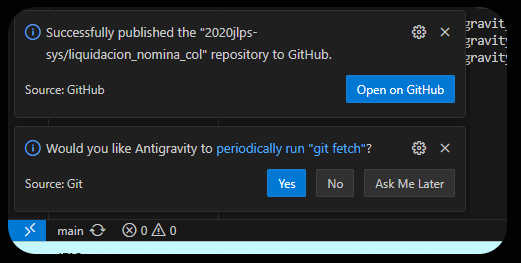 Successfully published the "2020jlps-
sys/liquidacion_nomina_col" repository to GitHub.
Source: GitHub
Open on GitHub
gravity
gravity
Would you like Antigravity to periodically run "git fetch"?
Source: Git
Yes
No
Ask Me Later
main
0
0